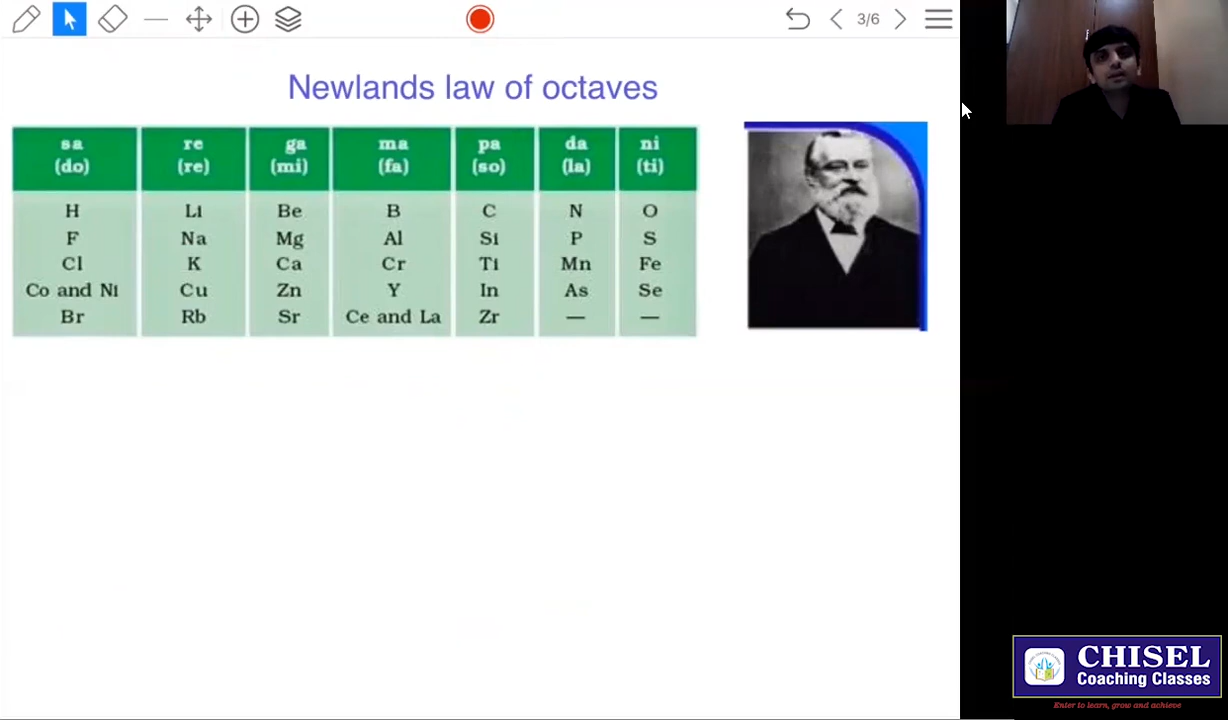 3/6
Newlands law of octaves
sa re ga ma pa da ni
(do) (re) (mi) (fa) (so) (la) (ti)
H Li Be B C N O
F Na Mg Al Si P S
Cl K Ca Cr Ti Mn Fe
Co and Ni Cu Zn Y In As Se
Br Rb Sr Ce and La Zr — —
CHISEL
Coaching Classes
Enter to learn, grow and achieve